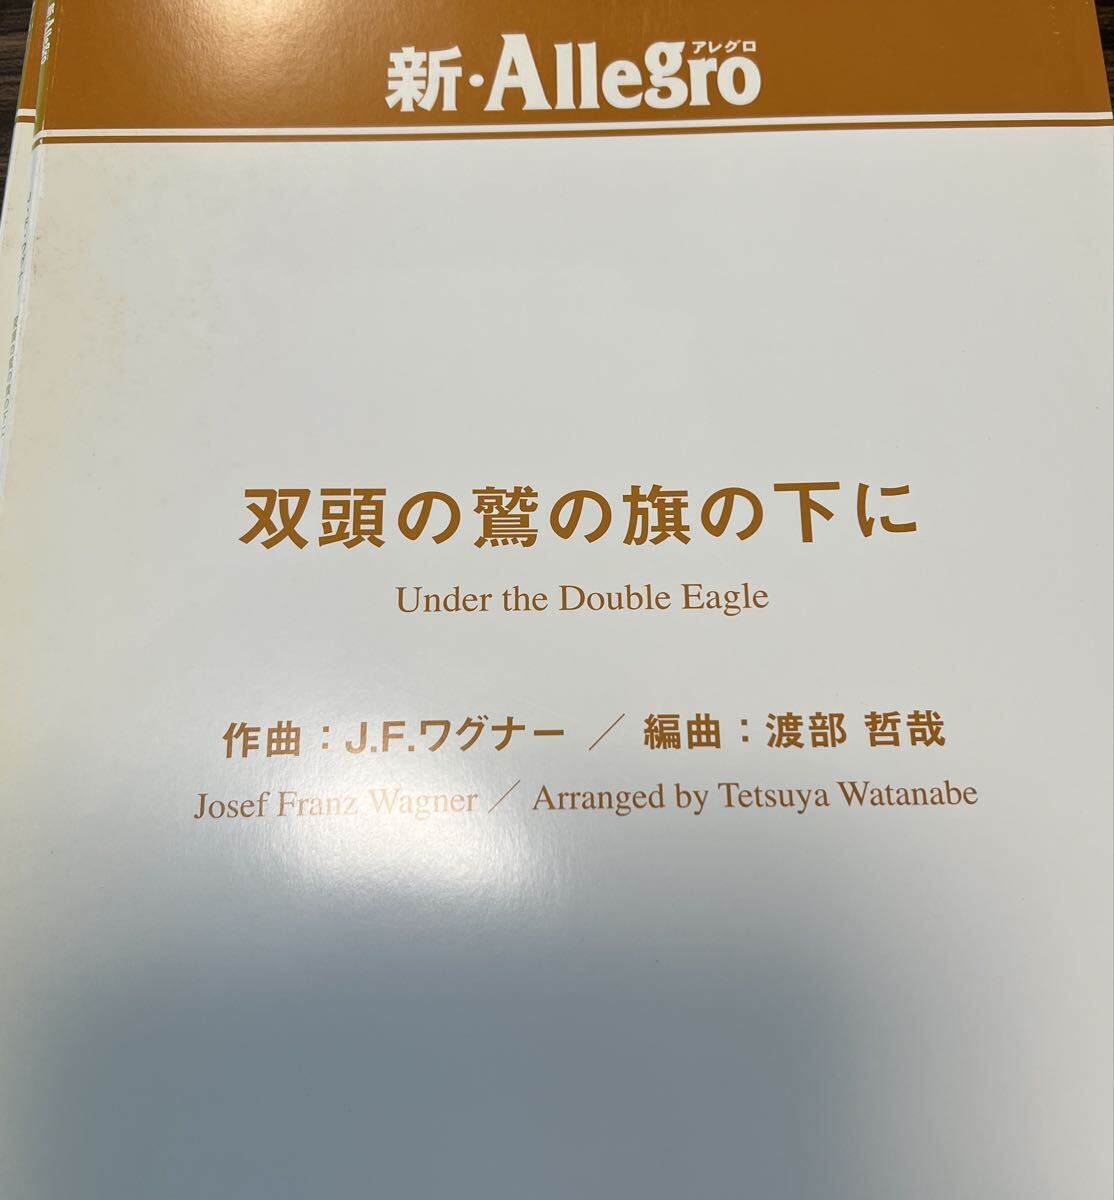 新・Allegro
アレグロ
新・Allegro
双頭の鷲の旗の下に
Under the Double Eagle
作曲：J.F.ワグナー ／ 編曲：渡部 哲哉
Josef Franz Wagner ／ Arranged by Tetsuya Watanabe